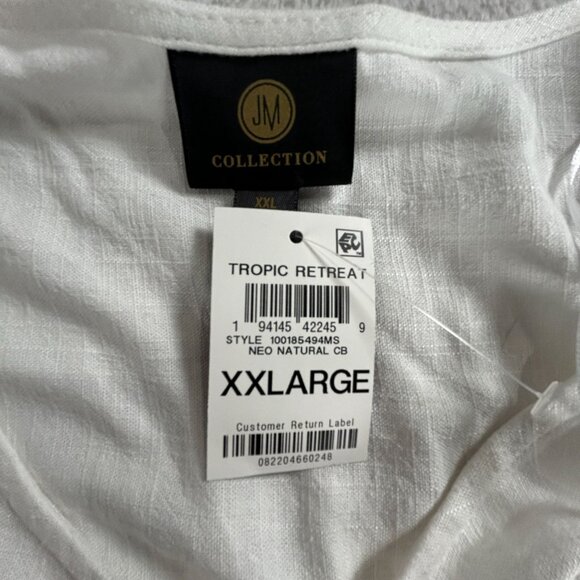 JM
COLLECTION
XXL
TROPIC RETREAT
1 94145 42245 9
STYLE 100185494MS
NEO NATURAL CB
XXLARGE
Customer Return Label
082204660248